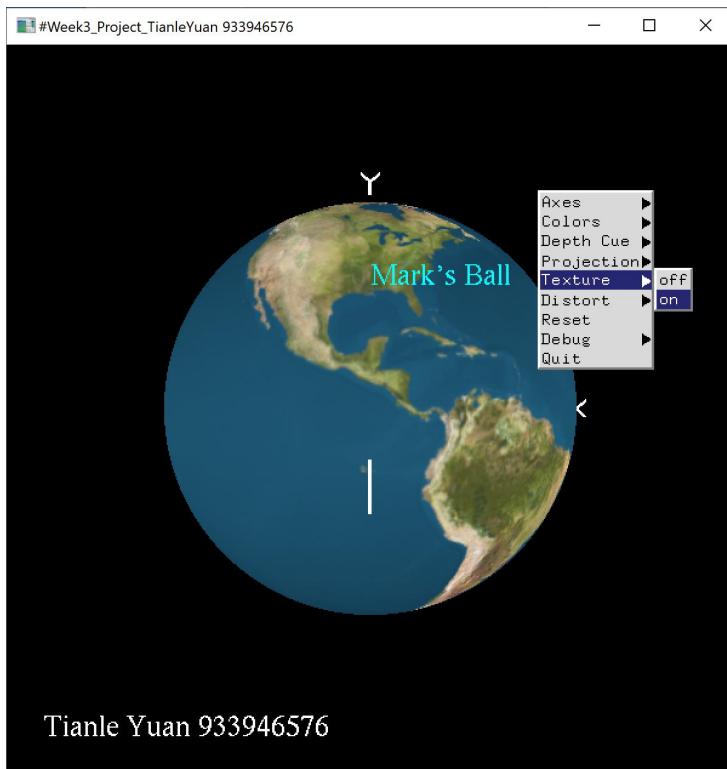 #Week3_Project_TianleYuan 933946576
Y
Axes
Colors
Depth Cue
Projection
Mark's Ball
Texture
off
Distort
on
Reset
Debug
Quit
Tianle Yuan 933946576